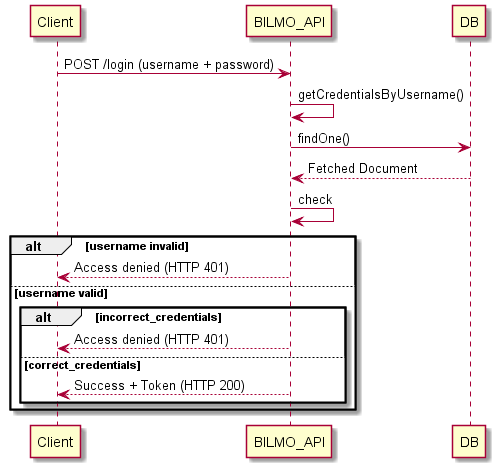 Client BILMO_API DB
POST /login (username + password)
getCredentialsByUsername()
findOne()
Fetched Document
check
alt [username invalid]
Access denied (HTTP 401)
[username valid]
alt [incorrect_credentials]
Access denied (HTTP 401)
[correct_credentials]
Success + Token (HTTP 200)
Client BILMO_API DB